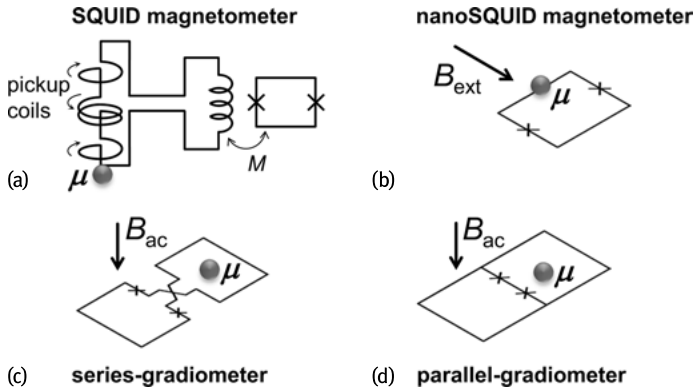 SQUID magnetometer
nanoSQUID magnetometer
pickup
coils
μ
M
(a)
B_ext
μ
(b)
B_ac
μ
(c)
series-gradiometer
B_ac
μ
(d)
parallel-gradiometer